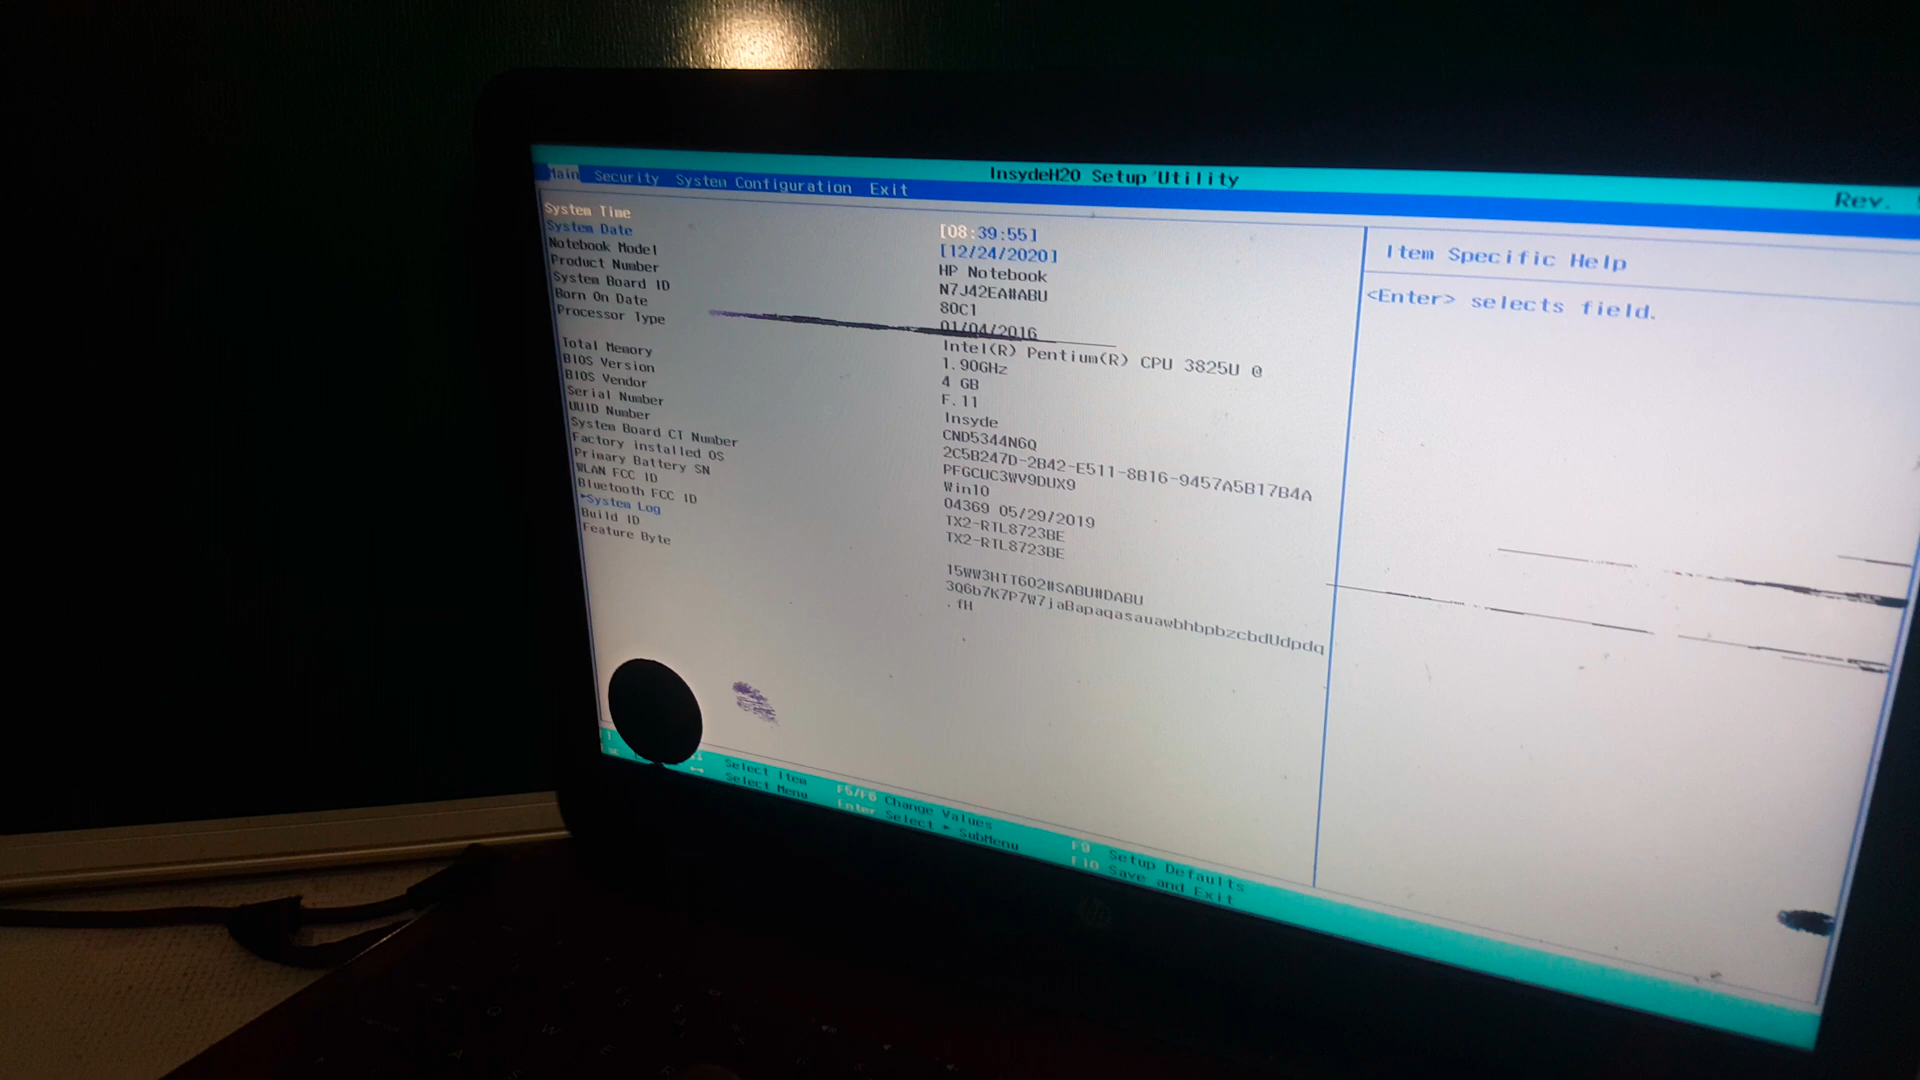 InsydeH20 Setup Utility
Rev.
Main Security System Configuration Exit
System Time [08:39:55]
System Date [12/24/2020]
Notebook Model HP Notebook
Product Number N7J42EA#ABU
System Board ID 80C1
Born On Date 01/04/2016
Processor Type Intel(R) Pentium(R) CPU 3825U @
1.90GHz
Total Memory 4 GB
BIOS Version F.11
BIOS Vendor Insyde
Serial Number CND5344N6Q
UUID Number 2C5B247D-2B42-E511-8B16-9457A5B17B4A
System Board CT Number PFGCUC3WV9DUX9
Factory installed OS Win10
Primary Battery SN 04369 05/29/2019
WLAN FCC ID TX2-RTL8723BE
Bluetooth FCC ID TX2-RTL8723BE
►System Log
Build ID 15WW3HTT602#SABU#DABU
Feature Byte 3Q6b7K7P7W7jaBapaqasauawbhbpbzcbdUdpdq
.fH
Item Specific Help
<Enter> selects field.
Select Item F5/F6 Change Values F9 Setup Defaults
Select Menu Enter Select ► SubMenu F10 Save and Exit
hp